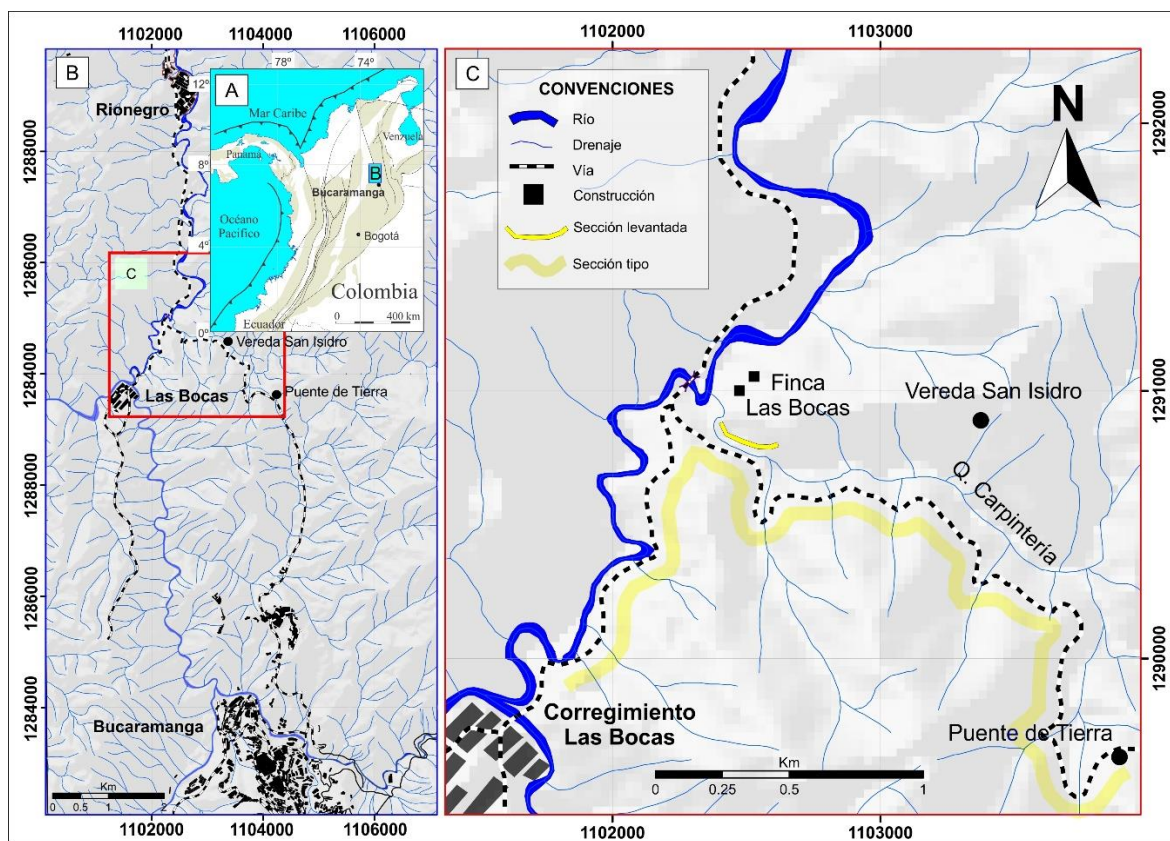 1102000 1104000 1106000
B
Rionegro
1288000
1286000
1284000
1288000
1286000
1284000
C
Vereda San Isidro
Las Bocas
Puente de Tierra
Bucaramanga
Km
0 0.5 1 2
1102000 1104000 1106000
A
78° 74°
12°
8°
4°
0°
Mar Caribe
Panamá
Venzuela
B
Bucaramanga
Océano
Pacifico
Bogotá
Colombia
Ecuador
0 400 km
1102000 1103000
C
CONVENCIONES
Río
Drenaje
Vía
Construcción
Sección levantada
Sección tipo
N
1292000
1291000
1290000
Finca
Las Bocas
Vereda San Isidro
Q. Carpintería
Corregimiento
Las Bocas
Puente de Tierra
Km
0 0.25 0.5 1
1102000 1103000